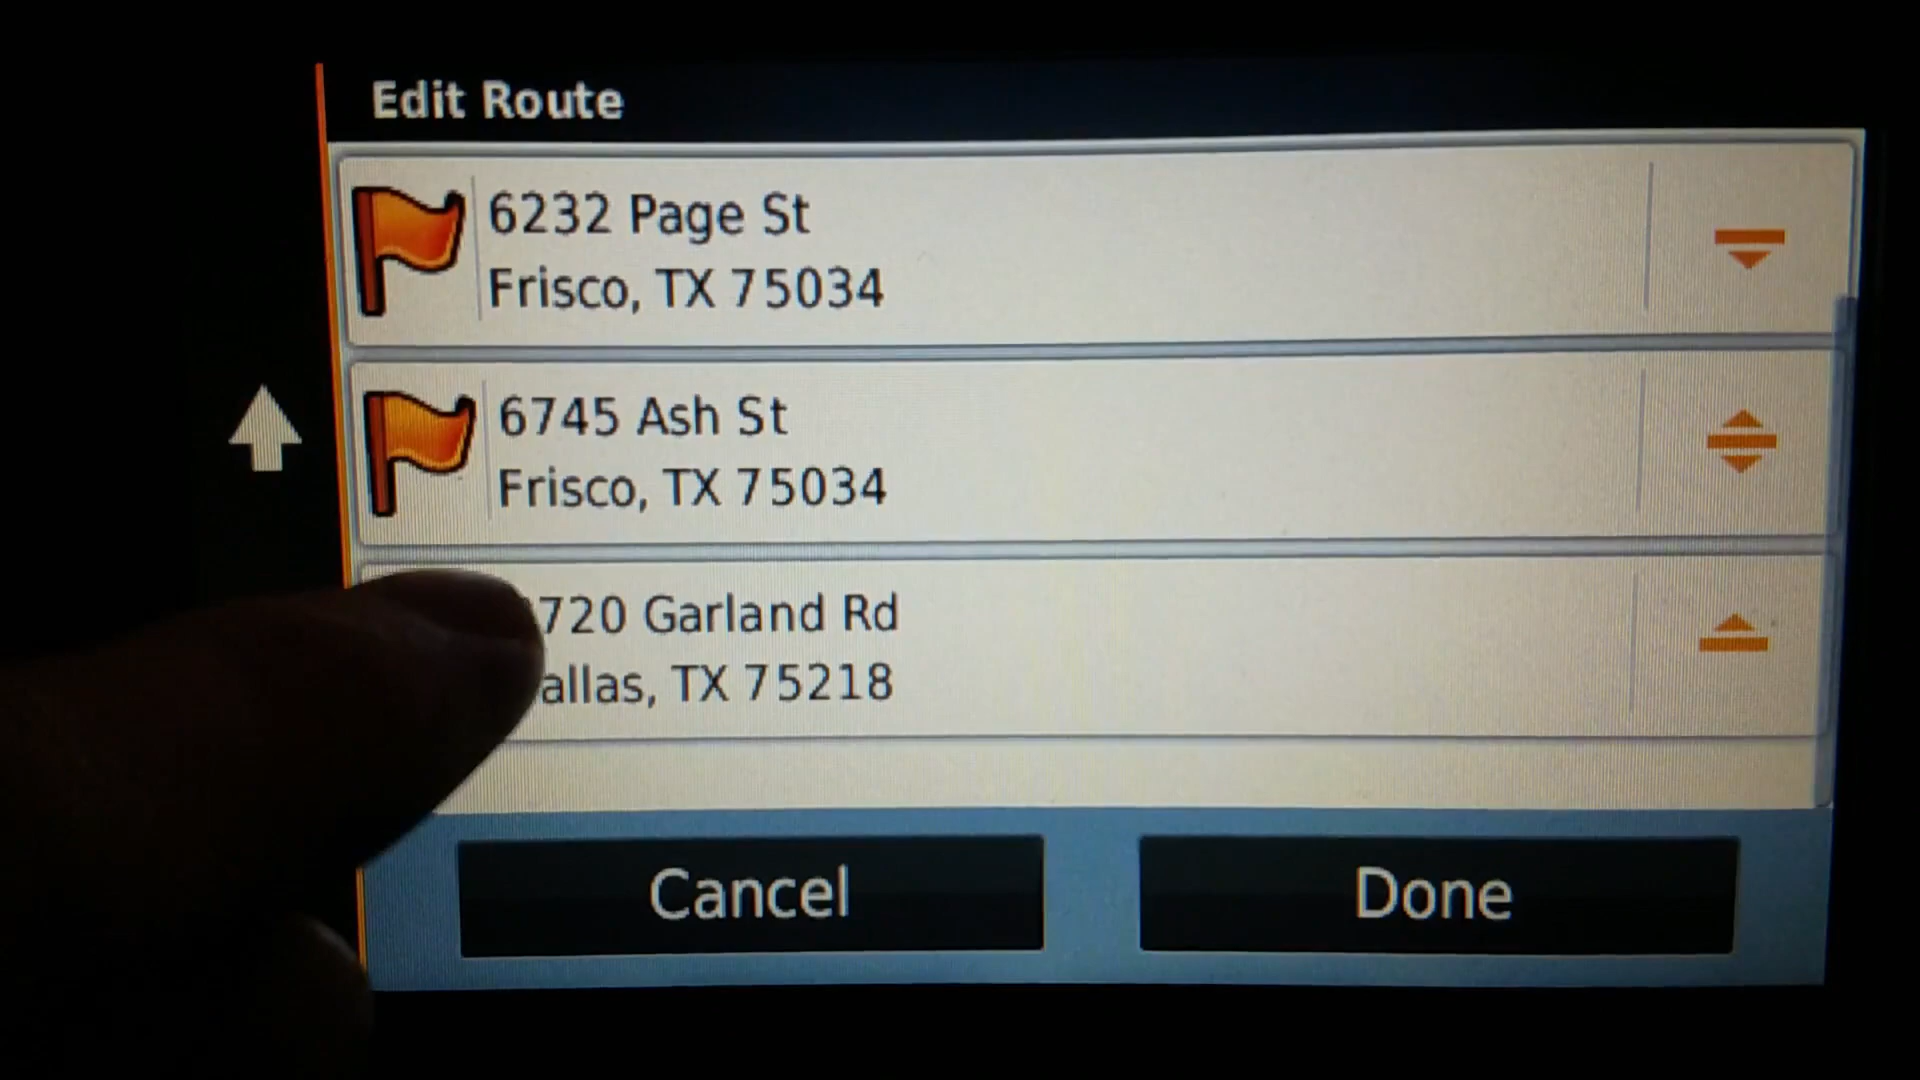 Edit Route
6232 Page St
Frisco, TX 75034
6745 Ash St
Frisco, TX 75034
720 Garland Rd
allas, TX 75218
Cancel
Done